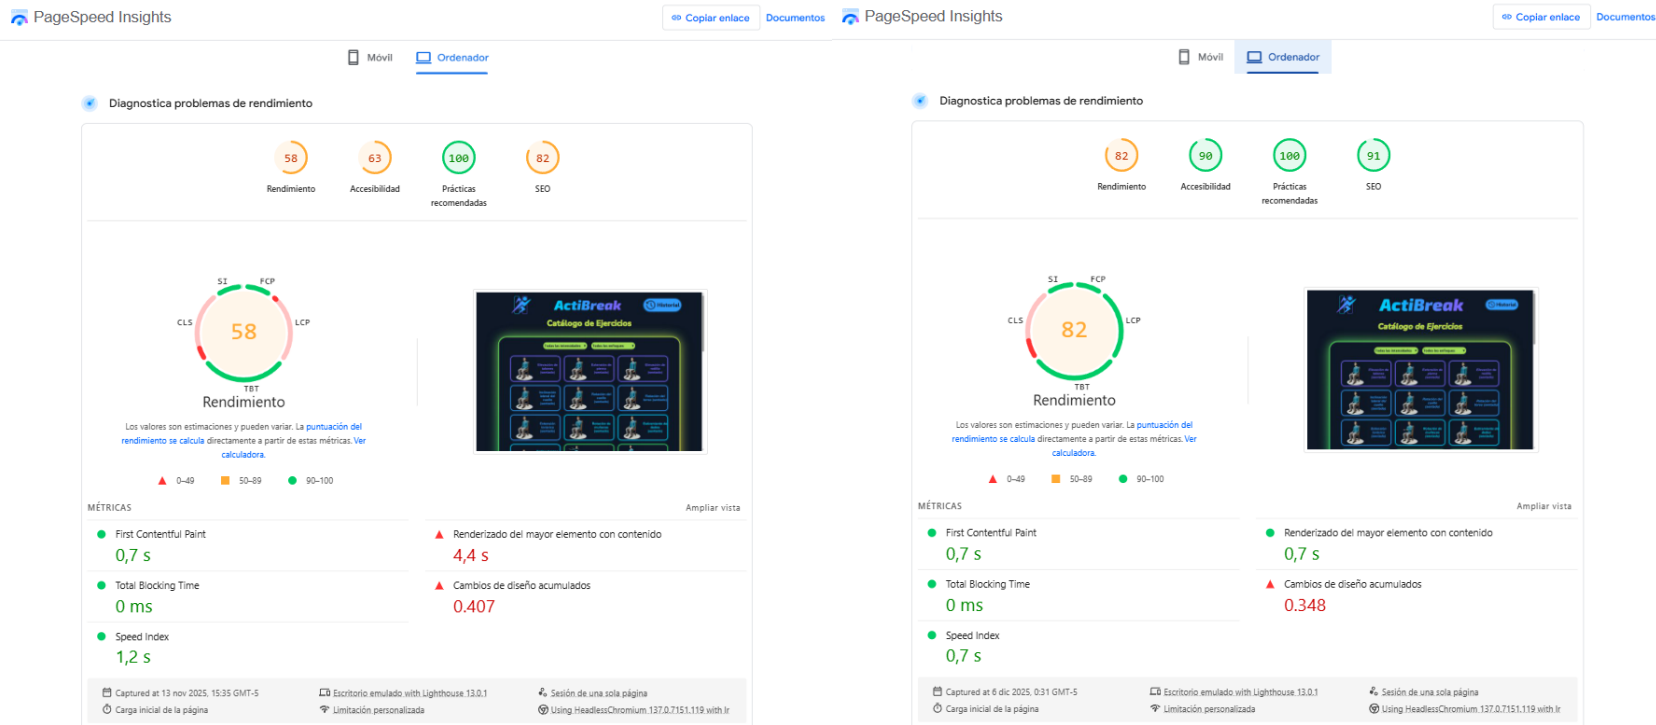 PageSpeed Insights
Copiar enlace
Documentos
Móvil
Ordenador
Diagnostica problemas de rendimiento
58
63
100
82
Rendimiento
Accesibilidad
Prácticas
recomendadas
SEO
SI
FCP
CLS
LCP
58
TBT
Rendimiento
Los valores son estimaciones y pueden variar. La puntuación del
rendimiento se calcula directamente a partir de estas métricas. Ver
calculadora.
0–49
50–89
90–100
ActiBreak
Historial
Catálogo de Ejercicios
MÉTRICAS
Ampliar vista
First Contentful Paint
0,7 s
Renderizado del mayor elemento con contenido
4,4 s
Total Blocking Time
0 ms
Cambios de diseño acumulados
0.407
Speed Index
1,2 s
Captured at 13 nov 2025, 15:35 GMT-5
Escritorio emulado with Lighthouse 13.0.1
Sesión de una sola página
Carga inicial de la página
Limitación personalizada
Using HeadlessChromium 137.0.7151.119 with lr
PageSpeed Insights
Copiar enlace
Documentos
Móvil
Ordenador
Diagnostica problemas de rendimiento
82
90
100
91
Rendimiento
Accesibilidad
Prácticas
recomendadas
SEO
SI
FCP
CLS
LCP
82
TBT
Rendimiento
Los valores son estimaciones y pueden variar. La puntuación del
rendimiento se calcula directamente a partir de estas métricas. Ver
calculadora.
0–49
50–89
90–100
ActiBreak
Historial
Catálogo de Ejercicios
MÉTRICAS
Ampliar vista
First Contentful Paint
0,7 s
Renderizado del mayor elemento con contenido
0,7 s
Total Blocking Time
0 ms
Cambios de diseño acumulados
0.348
Speed Index
0,7 s
Captured at 6 dic 2025, 0:31 GMT-5
Escritorio emulado with Lighthouse 13.0.1
Sesión de una sola página
Carga inicial de la página
Limitación personalizada
Using HeadlessChromium 137.0.7151.119 with lr